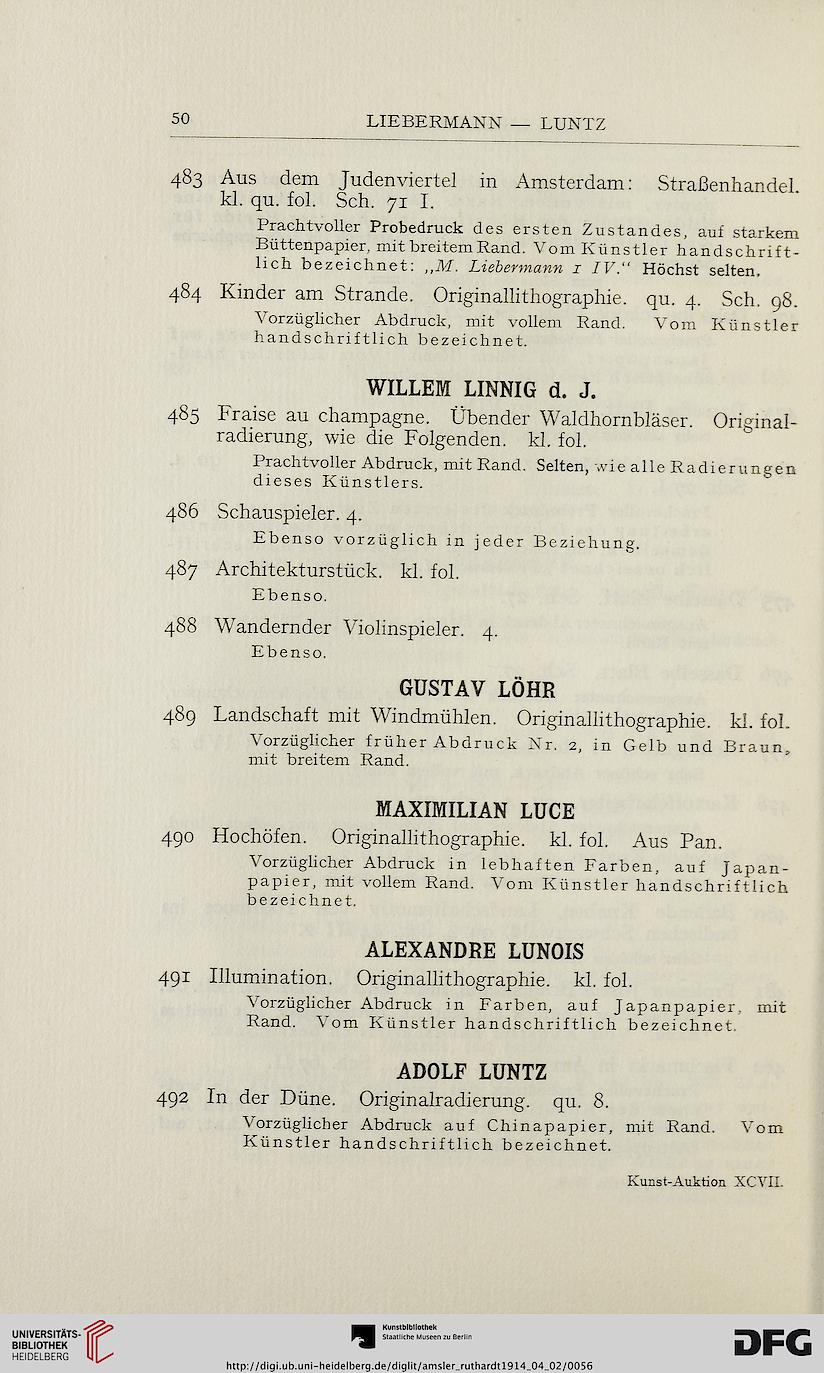 50 LIEBERMANN — LUNTZ
483 Aus dem Judenviertel in Amsterdam: Straßenhandel.
kl. qu. fol. Sch. 71 I.
Prachtvoller Probedruck des ersten Zustandes, auf starkem
Büttenpapier, mit breitem Rand. Vom Künstler handschrift-
lich bezeichnet: „M. Liebermann 1 IV.“ Höchst selten.
484 Kinder am Strande. Originallithographie. qu. 4. Sch. 98.
Vorzüglicher Abdruck, mit vollem Rand. Vom Künstler
handschriftlich bezeichnet.
WILLEM LINNIG d. J.
485 Fraise au champagne. Übender Waldhornbläser. Original-
radierung, wie die Folgenden. kl. fol.
Prachtvoller Abdruck, mit Rand. Selten, wie alle Radierungen
dieses Künstlers.
486 Schauspieler. 4.
Ebenso vorzüglich in jeder Beziehung.
487 Architekturstück. kl. fol.
Ebenso.
488 Wandernder Violinspieler. 4.
Ebenso.
GUSTAV LÖHR
489 Landschaft mit Windmühlen. Originallithographie. kl. fol.
Vorzüglicher früher Abdruck Nr. 2, in Gelb und Braun,
mit breitem Rand.
MAXIMILIAN LUCE
490 Hochöfen. Originallithographie. kl. fol. Aus Pan.
Vorzüglicher Abdruck in lebhaften Farben, auf Japan-
papier, mit vollem Rand. Vom Künstler handschriftlich
bezeichnet.
ALEXANDRE LUNOIS
491 Illumination. Originallithographie. kl. fol.
Vorzüglicher Abdruck in Farben, auf Japanpapier, mit
Rand. Vom Künstler handschriftlich bezeichnet.
ADOLF LUNTZ
492 In der Düne. Originalradierung. qu. 8.
Vorzüglicher Abdruck auf Chinapapier, mit Rand. Vom
Künstler handschriftlich bezeichnet.
Kunst-Auktion XCVII.
UNIVERSITÄTS-
BIBLIOTHEK
HEIDELBERG
Kunstbibliothek
Staatliche Museen zu Berlin
DFG
http://digi.ub.uni-heidelberg.de/diglit/amsler_ruthardt1914_04_02/0056